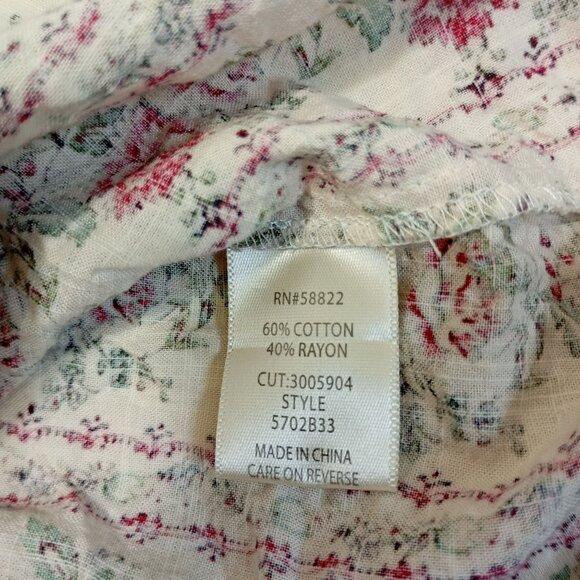 RN#58822
60% COTTON
40% RAYON
CUT:3005904
STYLE
5702B33
MADE IN CHINA
CARE ON REVERSE